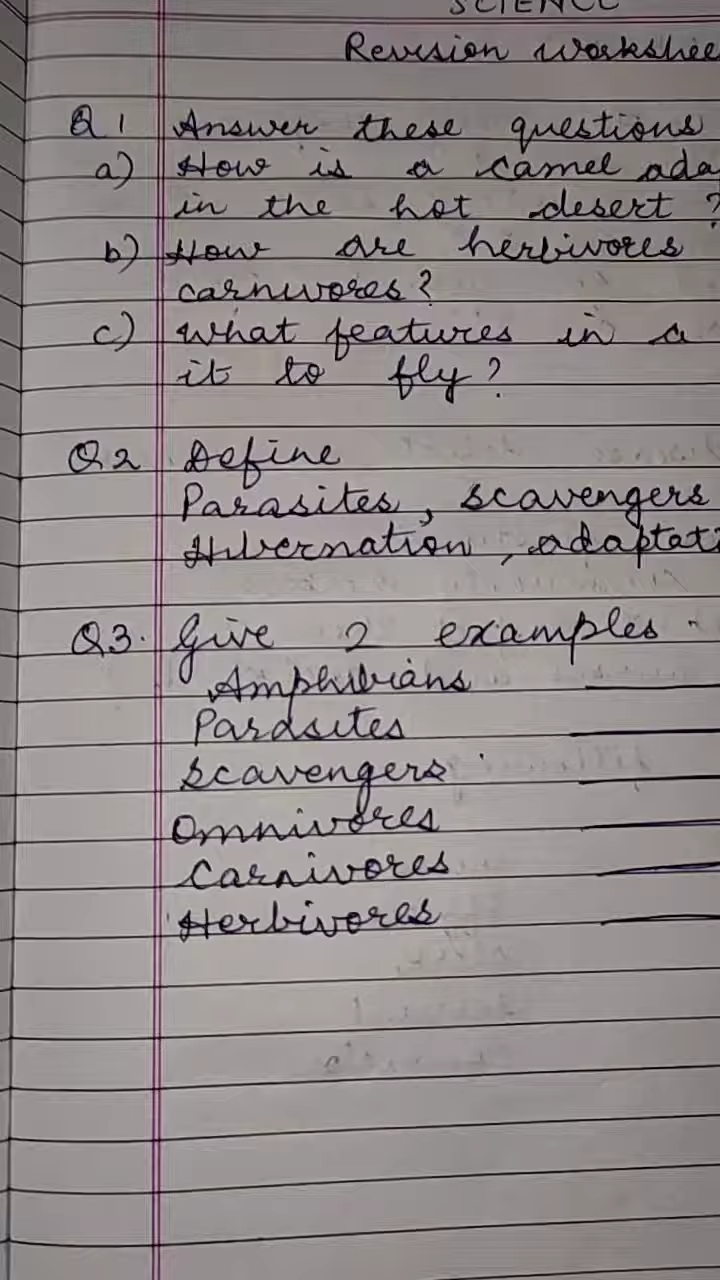 SCIENCE
Revision workshee
Q1 Answer these questions
a) How is a camel ada
in the hot desert?
b) How are herbivores
carnivores?
c) what features in a
it to fly?
Q2 Define
Parasites, scavengers
Hibernation, adaptati
Q3. Give 2 examples -
Amphibians
Parasites
Scavengers
Omnivores
Carnivores
Herbivores